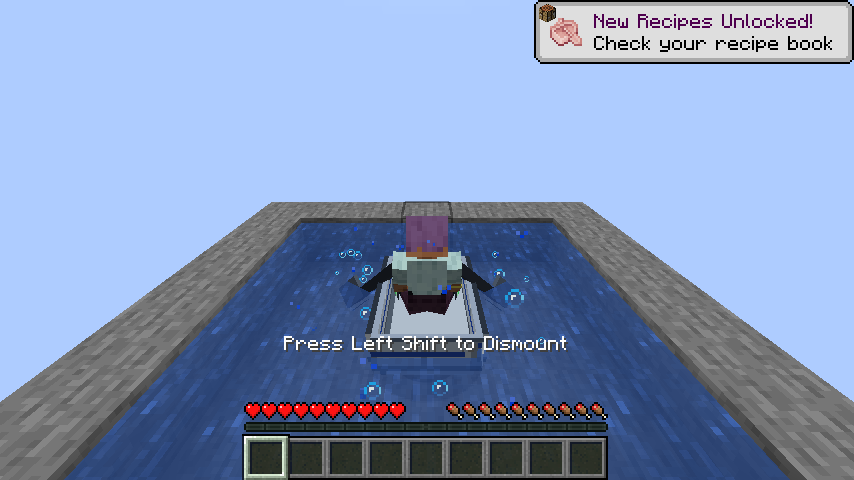 New Recipes Unlocked!
Check your recipe book
Press Left Shift to Dismount